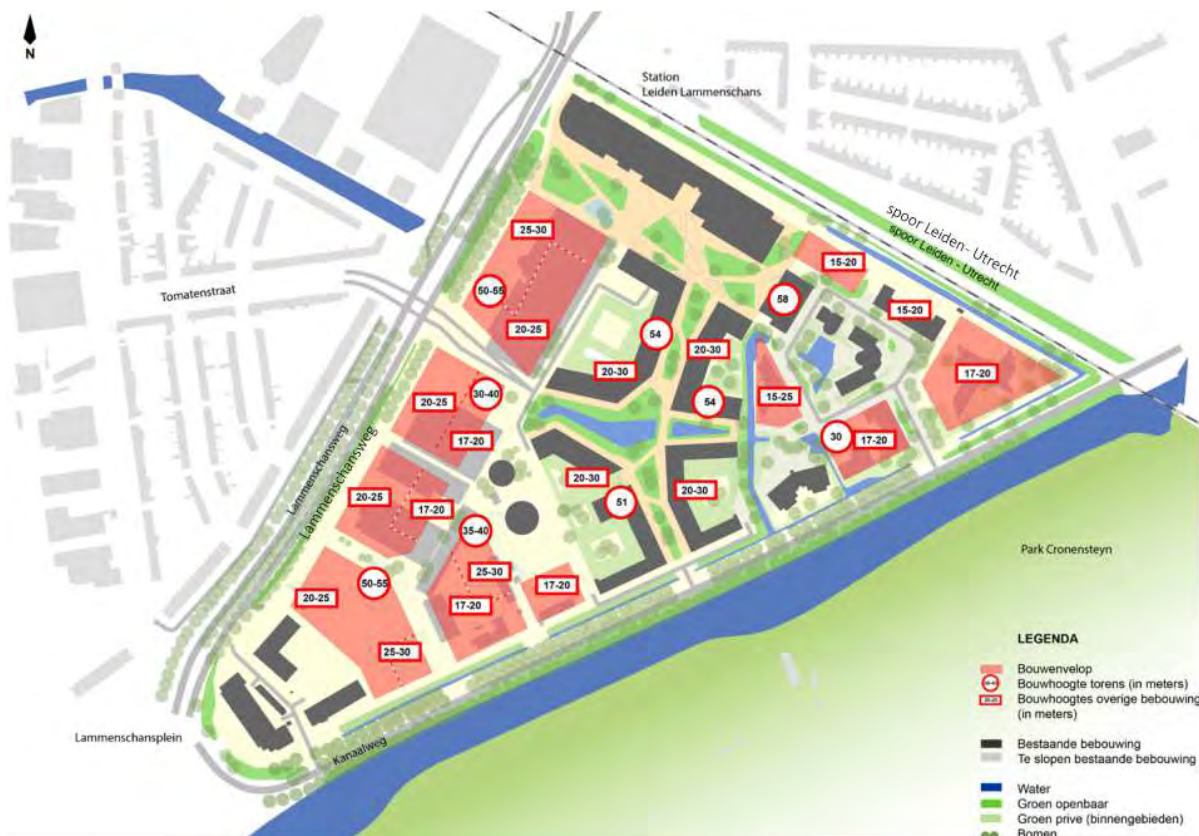 N
Station
Leiden Lammenschans
spoor Leiden- Utrecht
spoor Leiden - Utrecht
25-30
15-20
Tomatenstraat
50-55
58
15-20
20-25
54
20-30
20-30
17-20
20-25
30-40
54
15-25
17-20
30
17-20
Lammenschansweg
Lammenschansweg
20-25
17-20
20-30
20-30
51
35-40
Park Cronensteyn
50-55
25-30
17-20
20-25
17-20
25-30
Lammenschansplein
Kanaalweg
LEGENDA
Bouwenvelop
Bouwhoogte torens (in meters)
Bouwhoogtes overige bebouwing
(in meters)
Bestaande bebouwing
Te slopen bestaande bebouwing
Water
Groen openbaar
Groen prive (binnengebieden)
Bomen